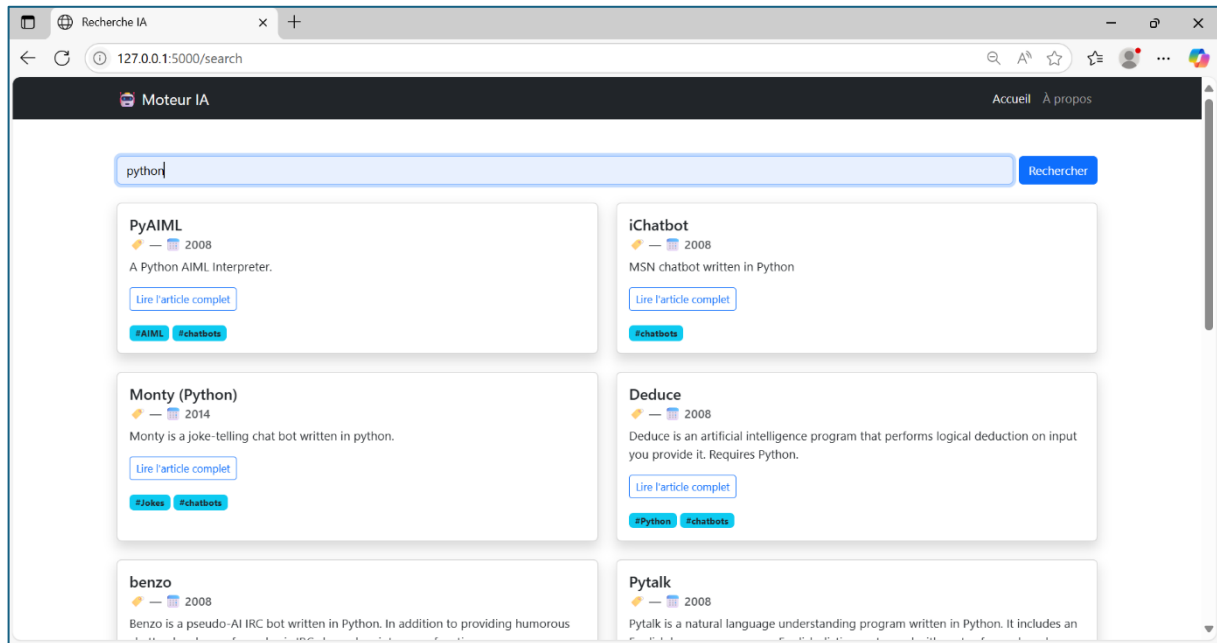 Recherche IA
127.0.0.1:5000/search
Moteur IA
Accueil À propos
python
Rechercher
PyAIML
— 2008
A Python AIML Interpreter.
Lire l'article complet
#AIML #chatbots
iChatbot
— 2008
MSN chatbot written in Python
Lire l'article complet
#chatbots
Monty (Python)
— 2014
Monty is a joke-telling chat bot written in python.
Lire l'article complet
#Jokes #chatbots
Deduce
— 2008
Deduce is an artificial intelligence program that performs logical deduction on input
you provide it. Requires Python.
Lire l'article complet
#Python #chatbots
benzo
— 2008
Benzo is a pseudo-AI IRC bot written in Python. In addition to providing humorous
Pytalk
— 2008
Pytalk is a natural language understanding program written in Python. It includes an